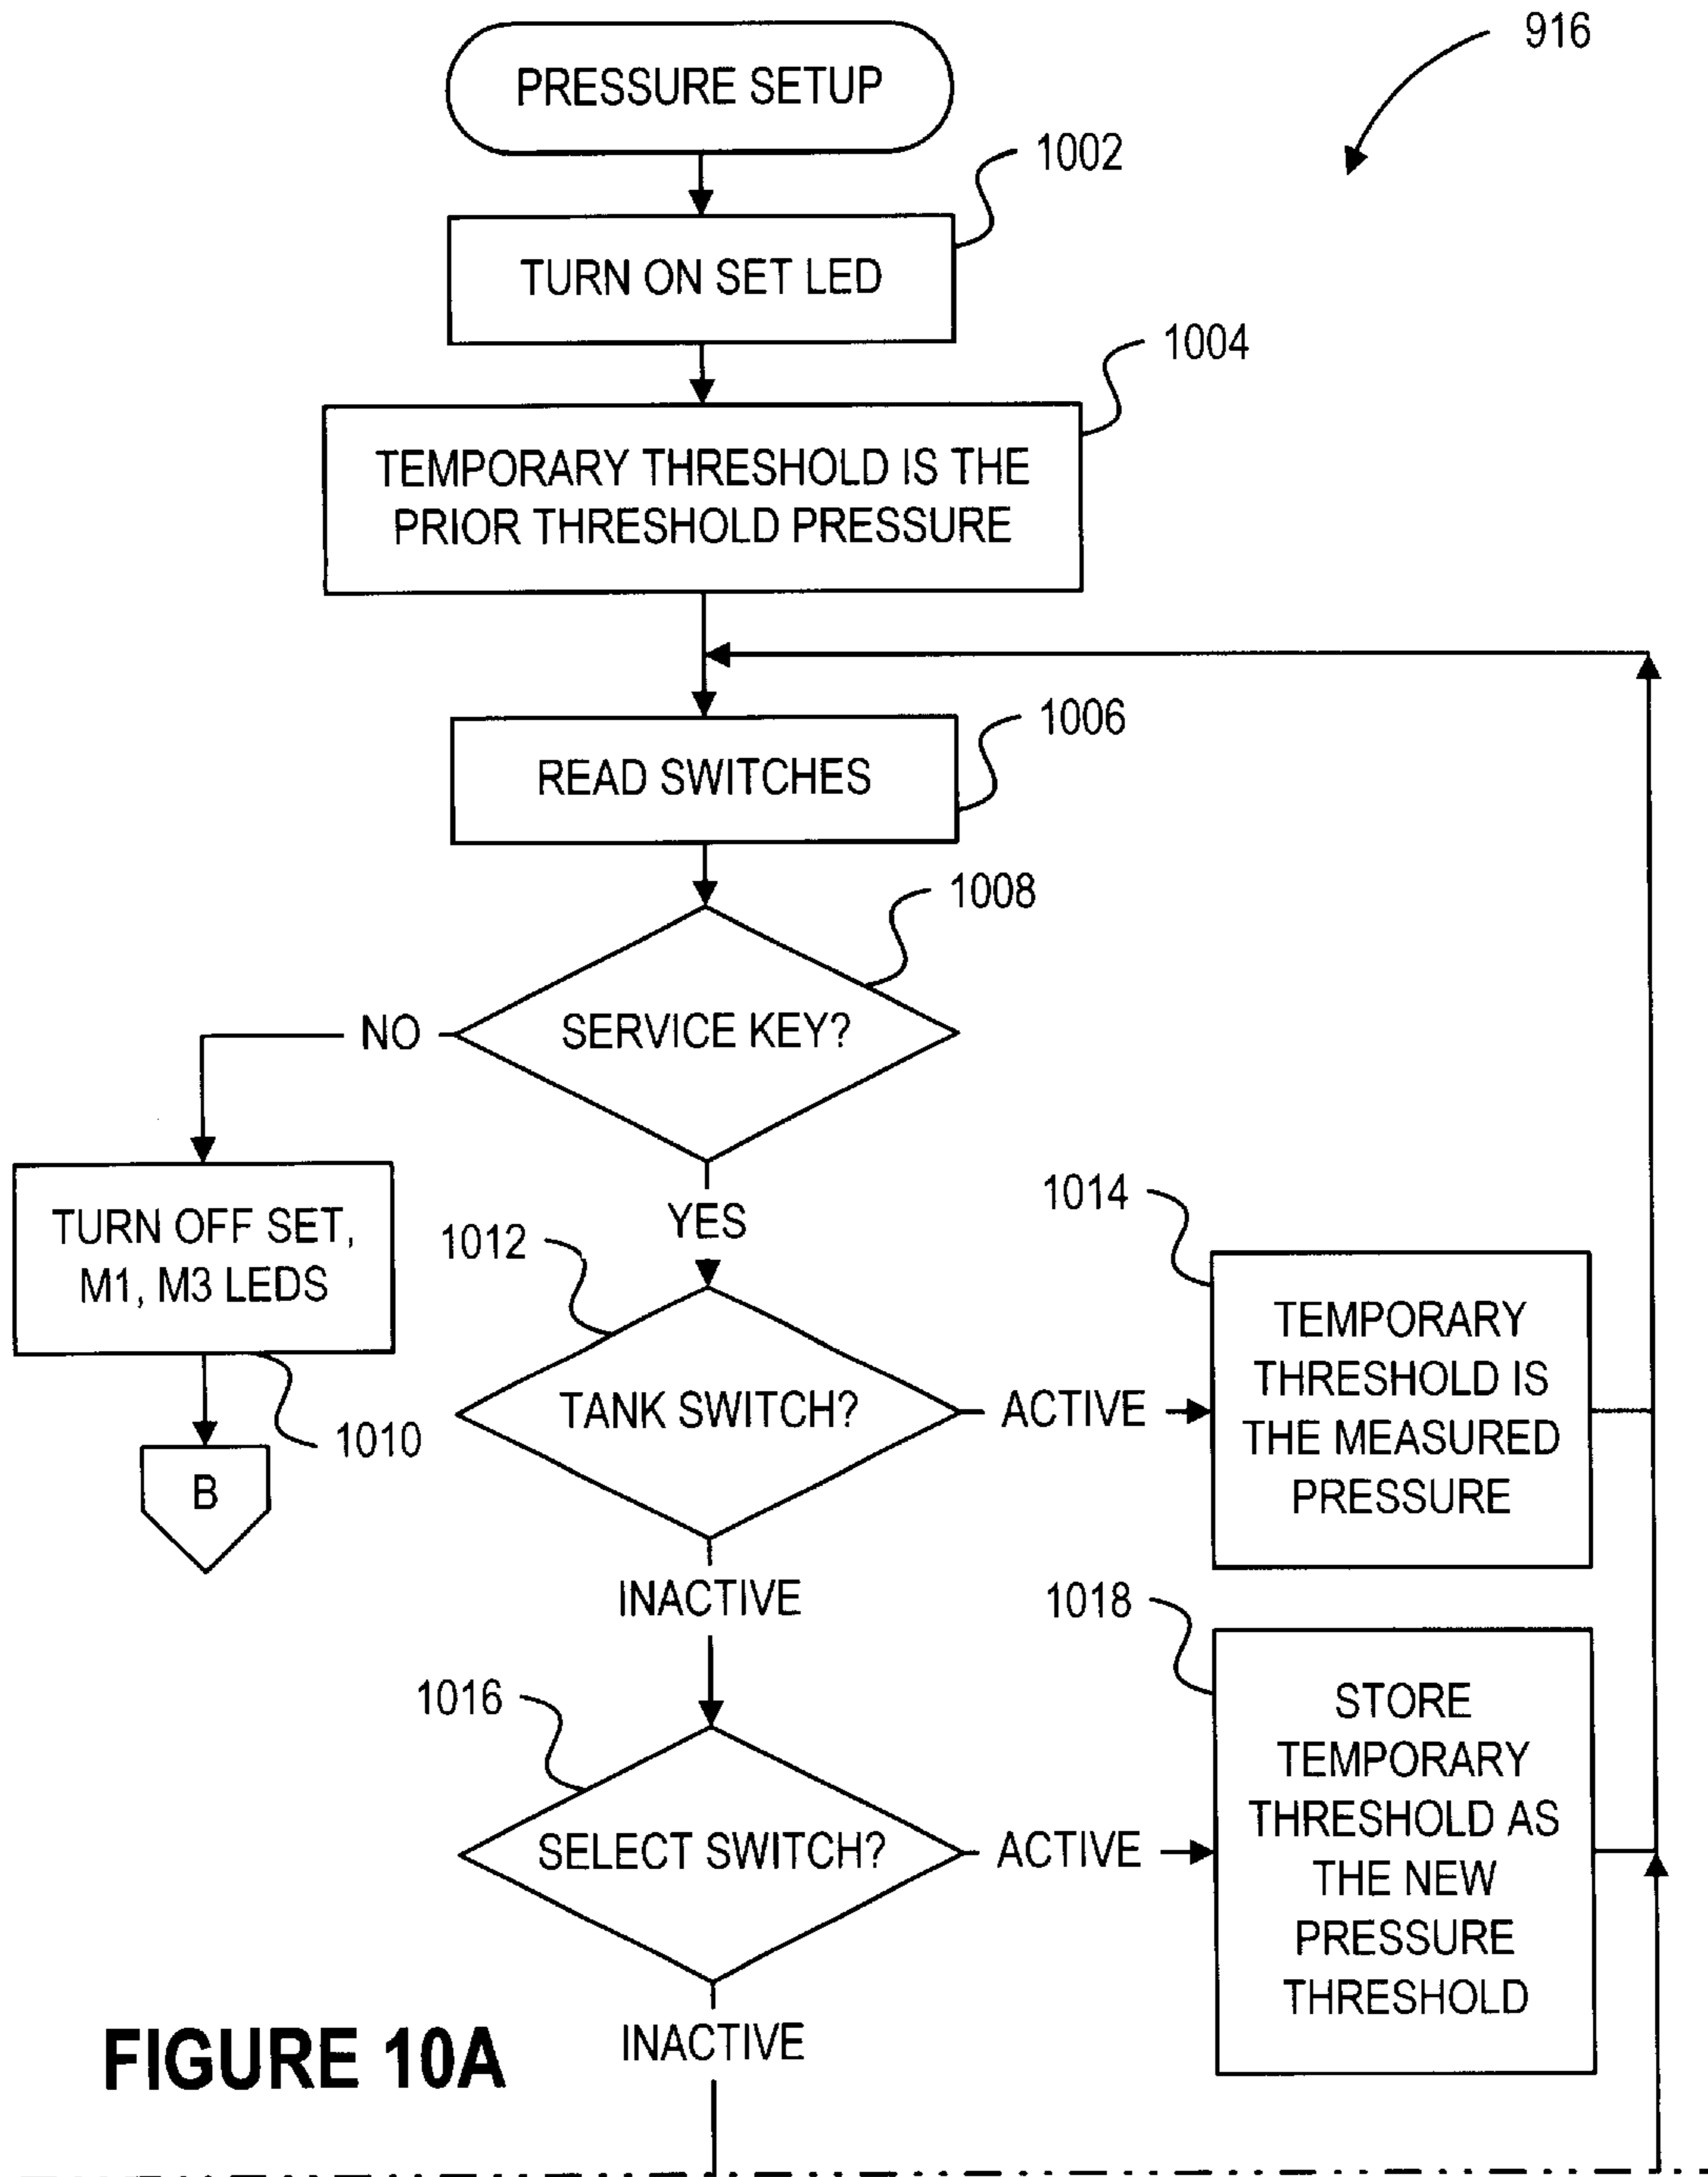 916
PRESSURE SETUP
1002
TURN ON SET LED
1004
TEMPORARY THRESHOLD IS THE
PRIOR THRESHOLD PRESSURE
1006
READ SWITCHES
1008
SERVICE KEY?
NO
YES
TURN OFF SET,
M1, M3 LEDS
1010
B
1012
TANK SWITCH?
ACTIVE
1014
TEMPORARY
THRESHOLD IS
THE MEASURED
PRESSURE
INACTIVE
1016
SELECT SWITCH?
ACTIVE
1018
STORE
TEMPORARY
THRESHOLD AS
THE NEW
PRESSURE
THRESHOLD
INACTIVE
FIGURE 10A